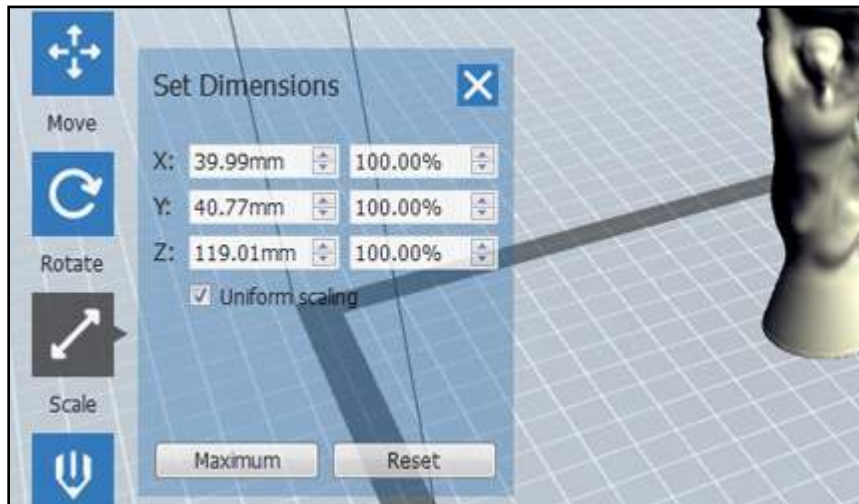 Move
Rotate
Scale
Set Dimensions
X: 39.99mm 100.00%
Y: 40.77mm 100.00%
Z: 119.01mm 100.00%
Uniform scaling
Maximum Reset